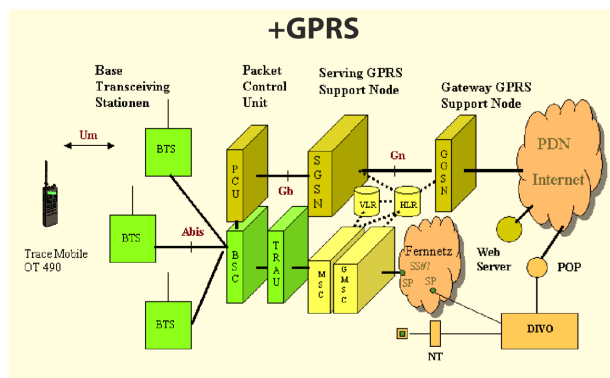 +GPRS
Base
Transceiving
Stationen
Packet
Control
Unit
Serving GPRS
Support Node
Gateway GPRS
Support Node
Um
BTS
PCU
SGSN
Gn
GGSN
PDN
Internet
Gb
VLR
HLR
Trace Mobile
OT 490
BTS
Abis
BSC
TRAU
MSC
GMSC
Fernnetz
SS#7
SP
SP
Web
Server
POP
BTS
NT
DIVO